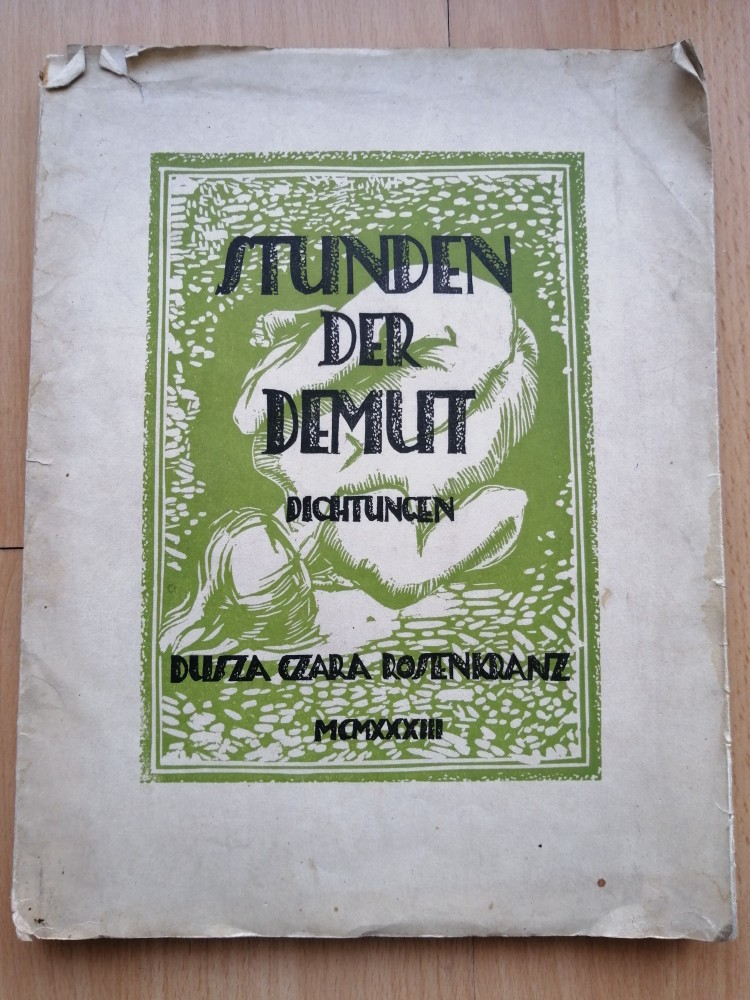 STUNDEN
DER
DEMUT
DICHTUNGEN
DUSZA CZARA ROSENKRANZ
MCMXXXIII